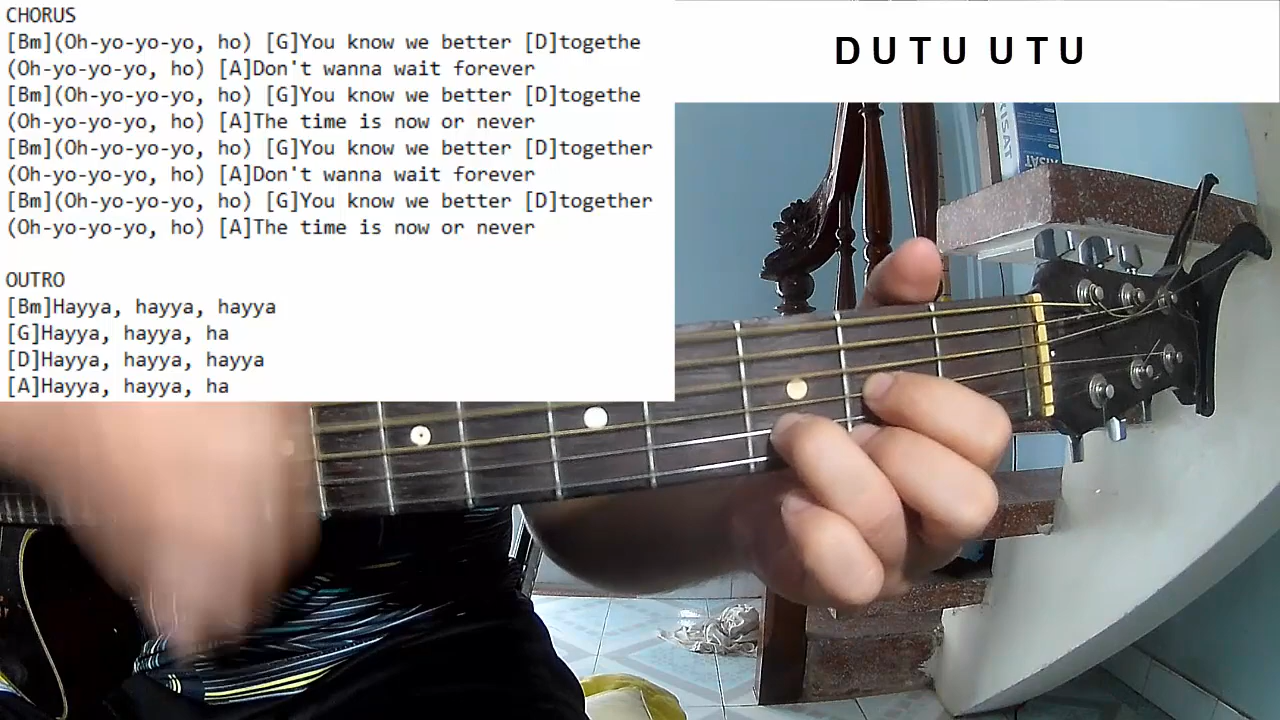 CHORUS
[Bm](Oh-yo-yo-yo, ho) [G]You know we better [D]togethe
(Oh-yo-yo-yo, ho) [A]Don't wanna wait forever
[Bm](Oh-yo-yo-yo, ho) [G]You know we better [D]togethe
(Oh-yo-yo-yo, ho) [A]The time is now or never
[Bm](Oh-yo-yo-yo, ho) [G]You know we better [D]together
(Oh-yo-yo-yo, ho) [A]Don't wanna wait forever
[Bm](Oh-yo-yo-yo, ho) [G]You know we better [D]together
(Oh-yo-yo-yo, ho) [A]The time is now or never
OUTRO
[Bm]Hayya, hayya, hayya
[G]Hayya, hayya, ha
[D]Hayya, hayya, hayya
[A]Hayya, hayya, ha
D U T U U T U
KISAT
KISAT